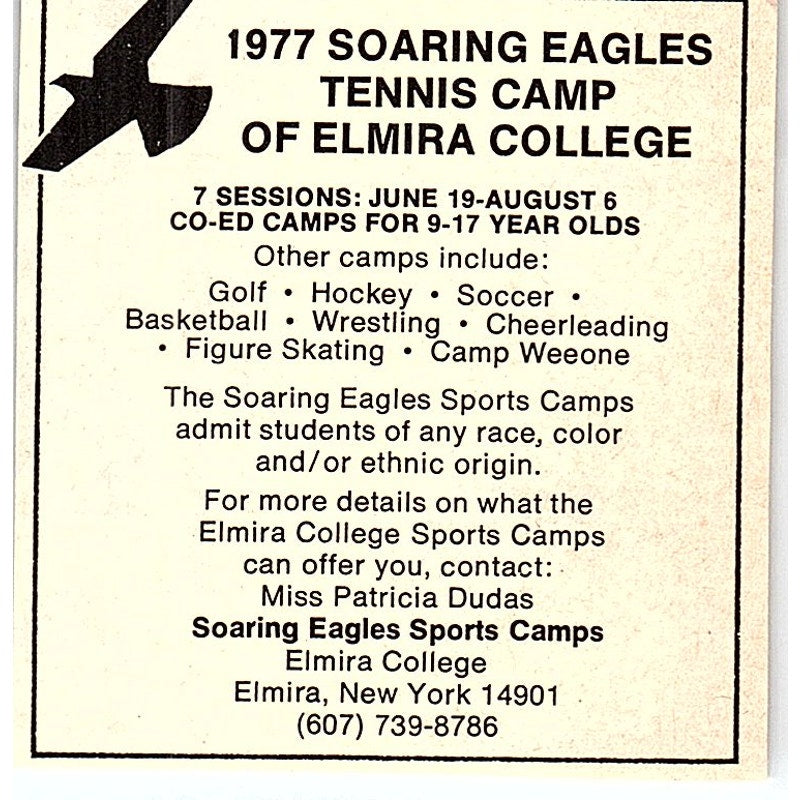 1977 SOARING EAGLES
TENNIS CAMP
OF ELMIRA COLLEGE
7 SESSIONS: JUNE 19-AUGUST 6
CO-ED CAMPS FOR 9-17 YEAR OLDS
Other camps include:
Golf • Hockey • Soccer •
Basketball • Wrestling • Cheerleading
• Figure Skating • Camp Weeone
The Soaring Eagles Sports Camps
admit students of any race, color
and/or ethnic origin.
For more details on what the
Elmira College Sports Camps
can offer you, contact:
Miss Patricia Dudas
Soaring Eagles Sports Camps
Elmira College
Elmira, New York 14901
(607) 739-8786